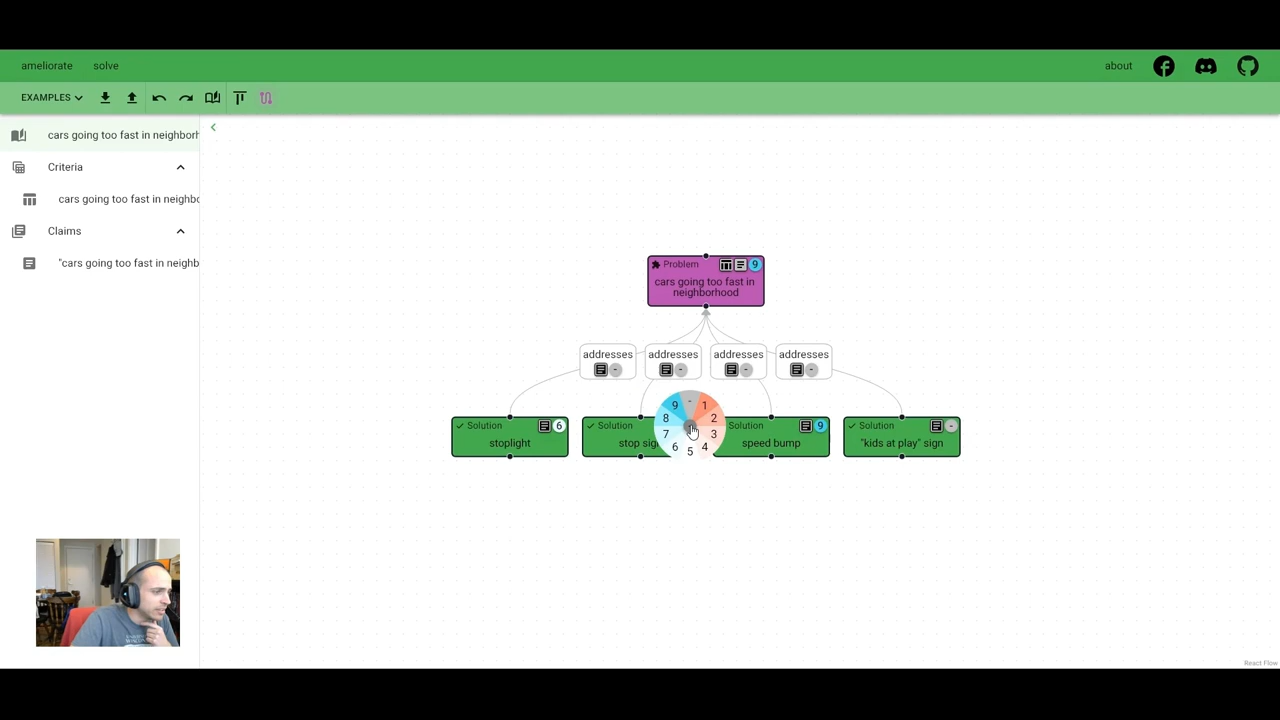 ameliorate solve about
EXAMPLES
cars going too fast in neighborh
Criteria
cars going too fast in neighbo
Claims
"cars going too fast in neighb
Problem 9
cars going too fast in
neighborhood
addresses addresses addresses addresses
- - - -
- 1 2 3 4 5 6 7 8 9
Solution 6
stoplight
Solution
stop sig
Solution 9
speed bump
Solution -
"kids at play" sign
React Flow